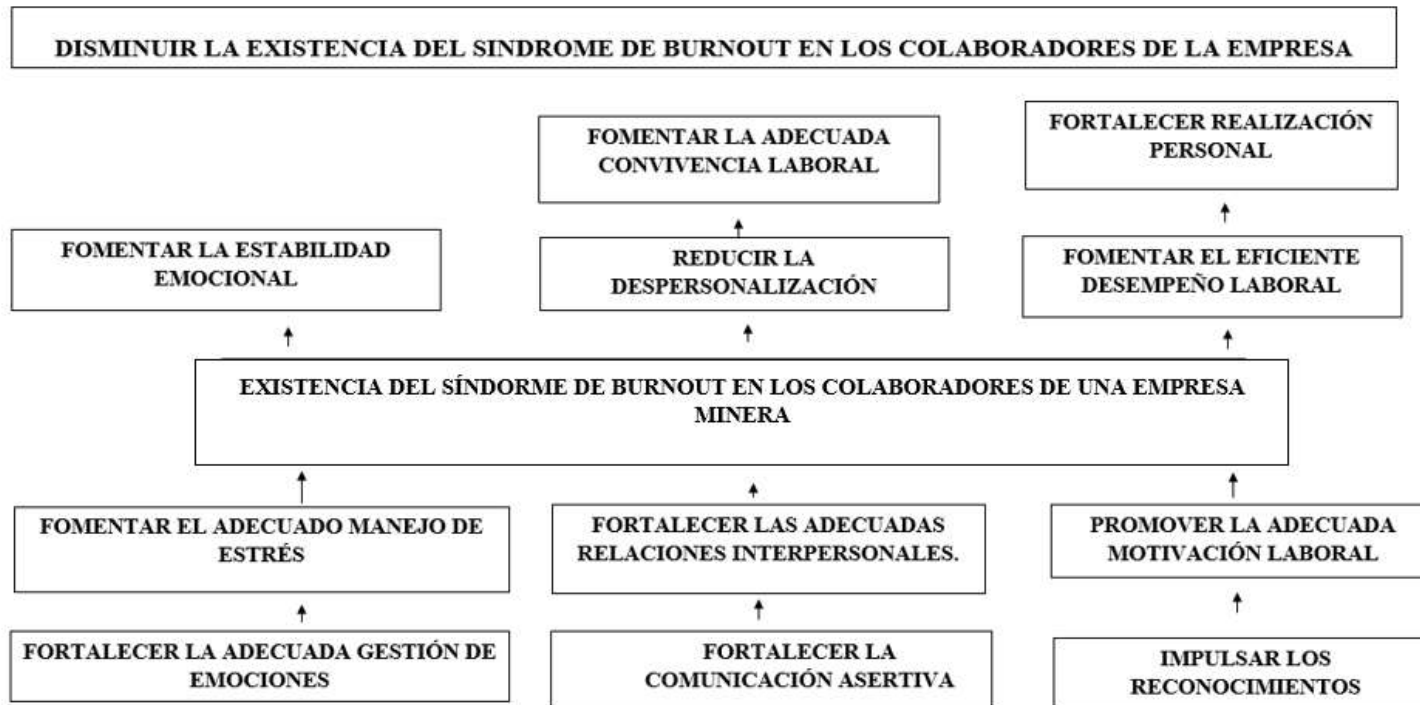 DISMINUIR LA EXISTENCIA DEL SINDROME DE BURNOUT EN LOS COLABORADORES DE LA EMPRESA
FOMENTAR LA ADECUADA
CONVIVENCIA LABORAL
FORTALECER REALIZACIÓN
PERSONAL
FOMENTAR LA ESTABILIDAD
EMOCIONAL
REDUCIR LA
DESPERSONALIZACIÓN
FOMENTAR EL EFICIENTE
DESEMPEÑO LABORAL
EXISTENCIA DEL SÍNDORME DE BURNOUT EN LOS COLABORADORES DE UNA EMPRESA
MINERA
FOMENTAR EL ADECUADO MANEJO DE
ESTRÉS
FORTALECER LAS ADECUADAS
RELACIONES INTERPERSONALES.
PROMOVER LA ADECUADA
MOTIVACIÓN LABORAL
FORTALECER LA ADECUADA GESTIÓN DE
EMOCIONES
FORTALECER LA
COMUNICACIÓN ASERTIVA
IMPULSAR LOS
RECONOCIMIENTOS